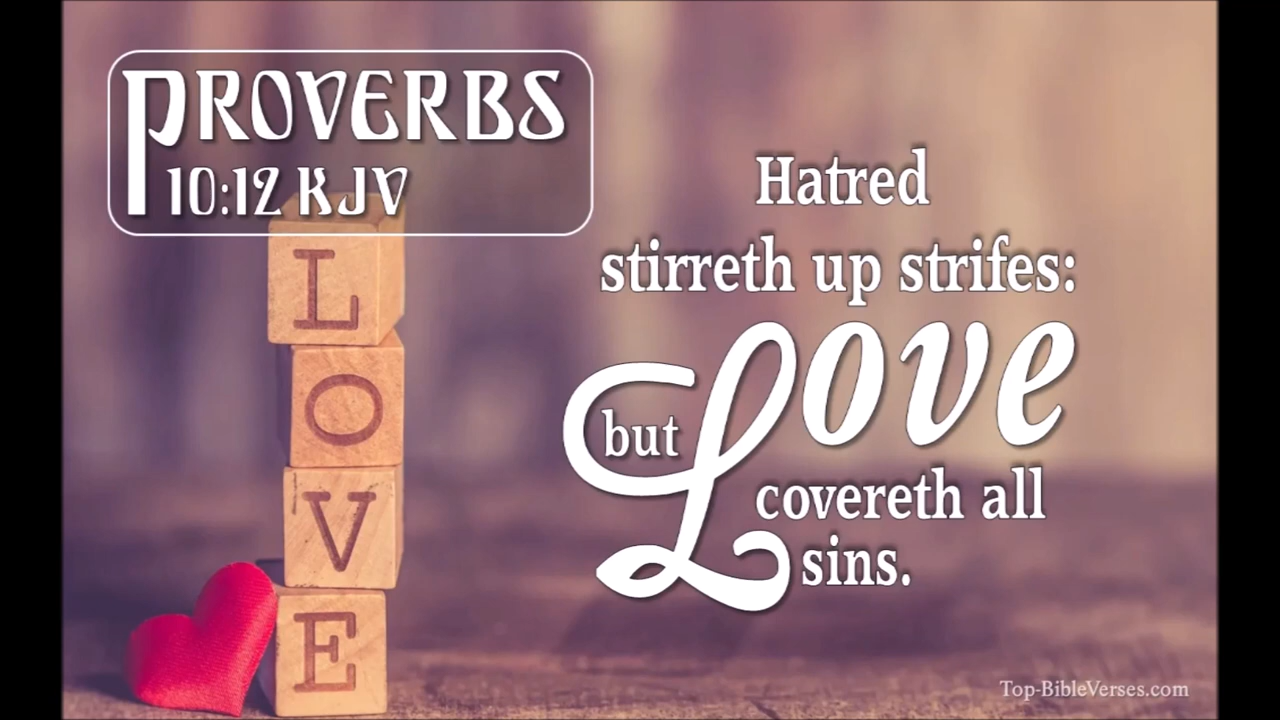 PROVERBS
10:12 KJV
L
O
V
E
Hatred
stirreth up strifes:
but Love
covereth all
sins.
Top-BibleVerses.com